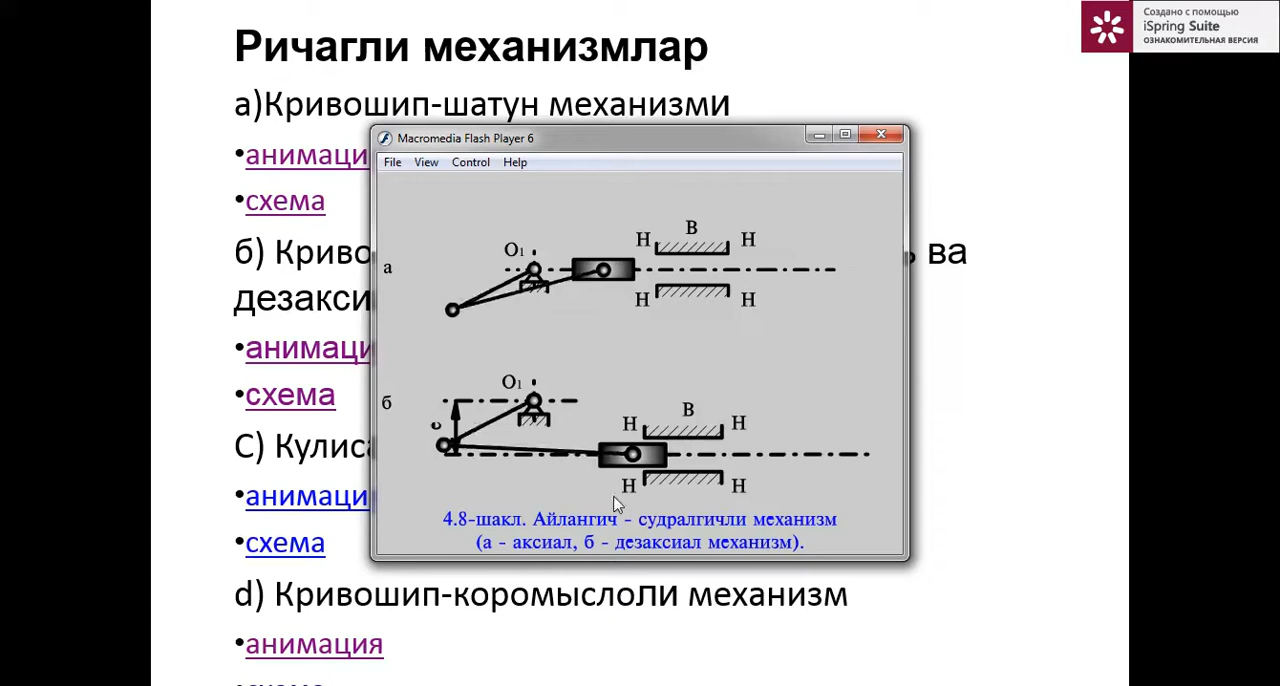 Ричагли механизмлар
Создано с помощью
iSpring Suite
ОЗНАКОМИТЕЛЬНАЯ ВЕРСИЯ
а)Кривошип-шатун механизми
•анимаци
•схема
б) Криво ь ва
дезакси
•анимаци
•схема
С) Кулиса
•анимаци
•схема
d) Кривошип-коромыслоли механизм
•анимация
Macromedia Flash Player 6
File View Control Help
а
O1
H B H
H H
б
O1
e
H B H
H H
4.8-шакл. Айлангич - судралгичли механизм
(а - аксиал, б - дезаксиал механизм).